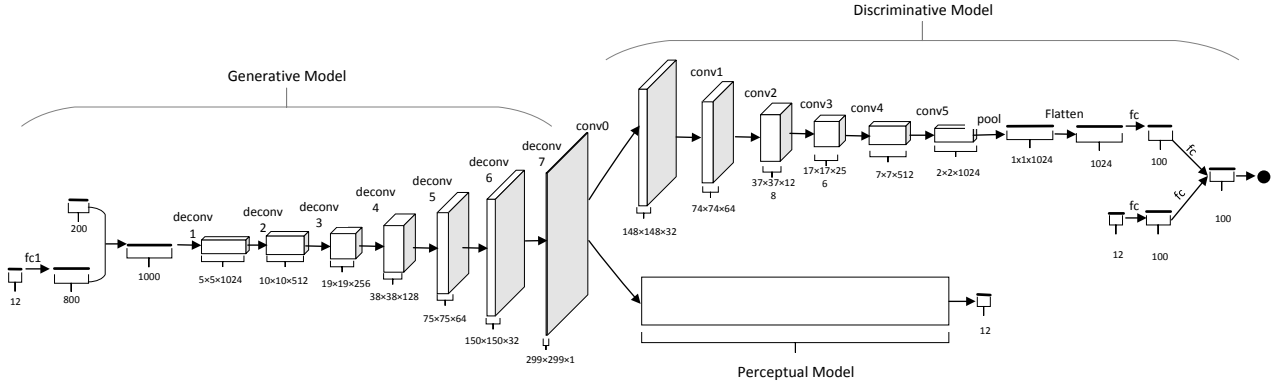 Discriminative Model
Generative Model
conv0
conv1
conv2
conv3
conv4
conv5
pool
Flatten
fc
fc
fc
fc
148×148×32
74×74×64
37×37×12
8
17×17×25
6
7×7×512
2×2×1024
1x1x1024
1024
100
12
100
100
fc1
12
800
200
1000
deconv
1
deconv
2
deconv
3
deconv
4
deconv
5
deconv
6
deconv
7
5×5×1024
10×10×512
19×19×256
38×38×128
75×75×64
150×150×32
299×299×1
12
Perceptual Model